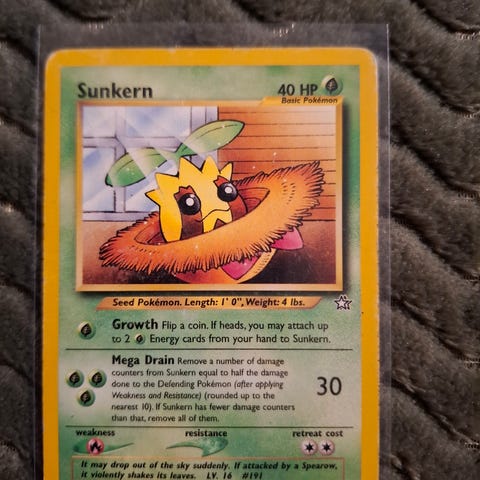 Sunkern 40 HP
Basic Pokémon
Seed Pokémon. Length: 1' 0", Weight: 4 lbs.
Growth Flip a coin. If heads, you may attach up
to 2 Energy cards from your hand to Sunkern.
Mega Drain Remove a number of damage
counters from Sunkern equal to half the damage
done to the Defending Pokémon (after applying
Weakness and Resistance) (rounded up to the
nearest 10). If Sunkern has fewer damage counters
than that, remove all of them.
30
weakness resistance retreat cost
It may drop out of the sky suddenly. If attacked by a Spearow,
it violently shakes its leaves. LV. 16 #191